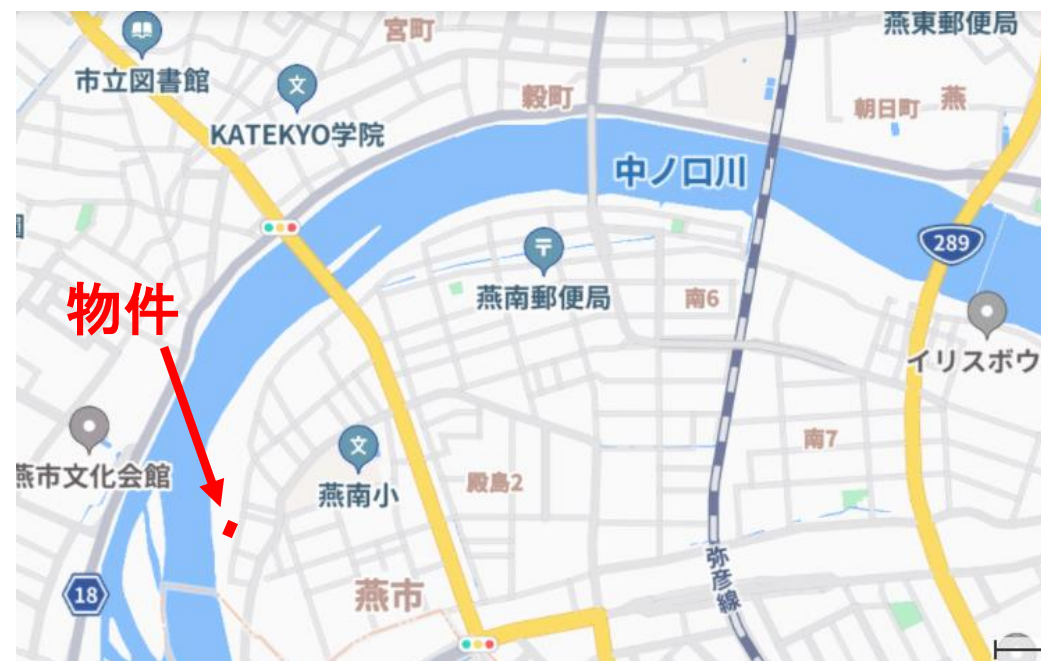 宮町
燕東郵便局
市立図書館
穀町
朝日町
燕
KATEKYO学院
中ノ口川
289
物件
燕南郵便局
南6
イリスボウ
燕市文化会館
南7
燕南小
殿島2
弥彦線
18
燕市